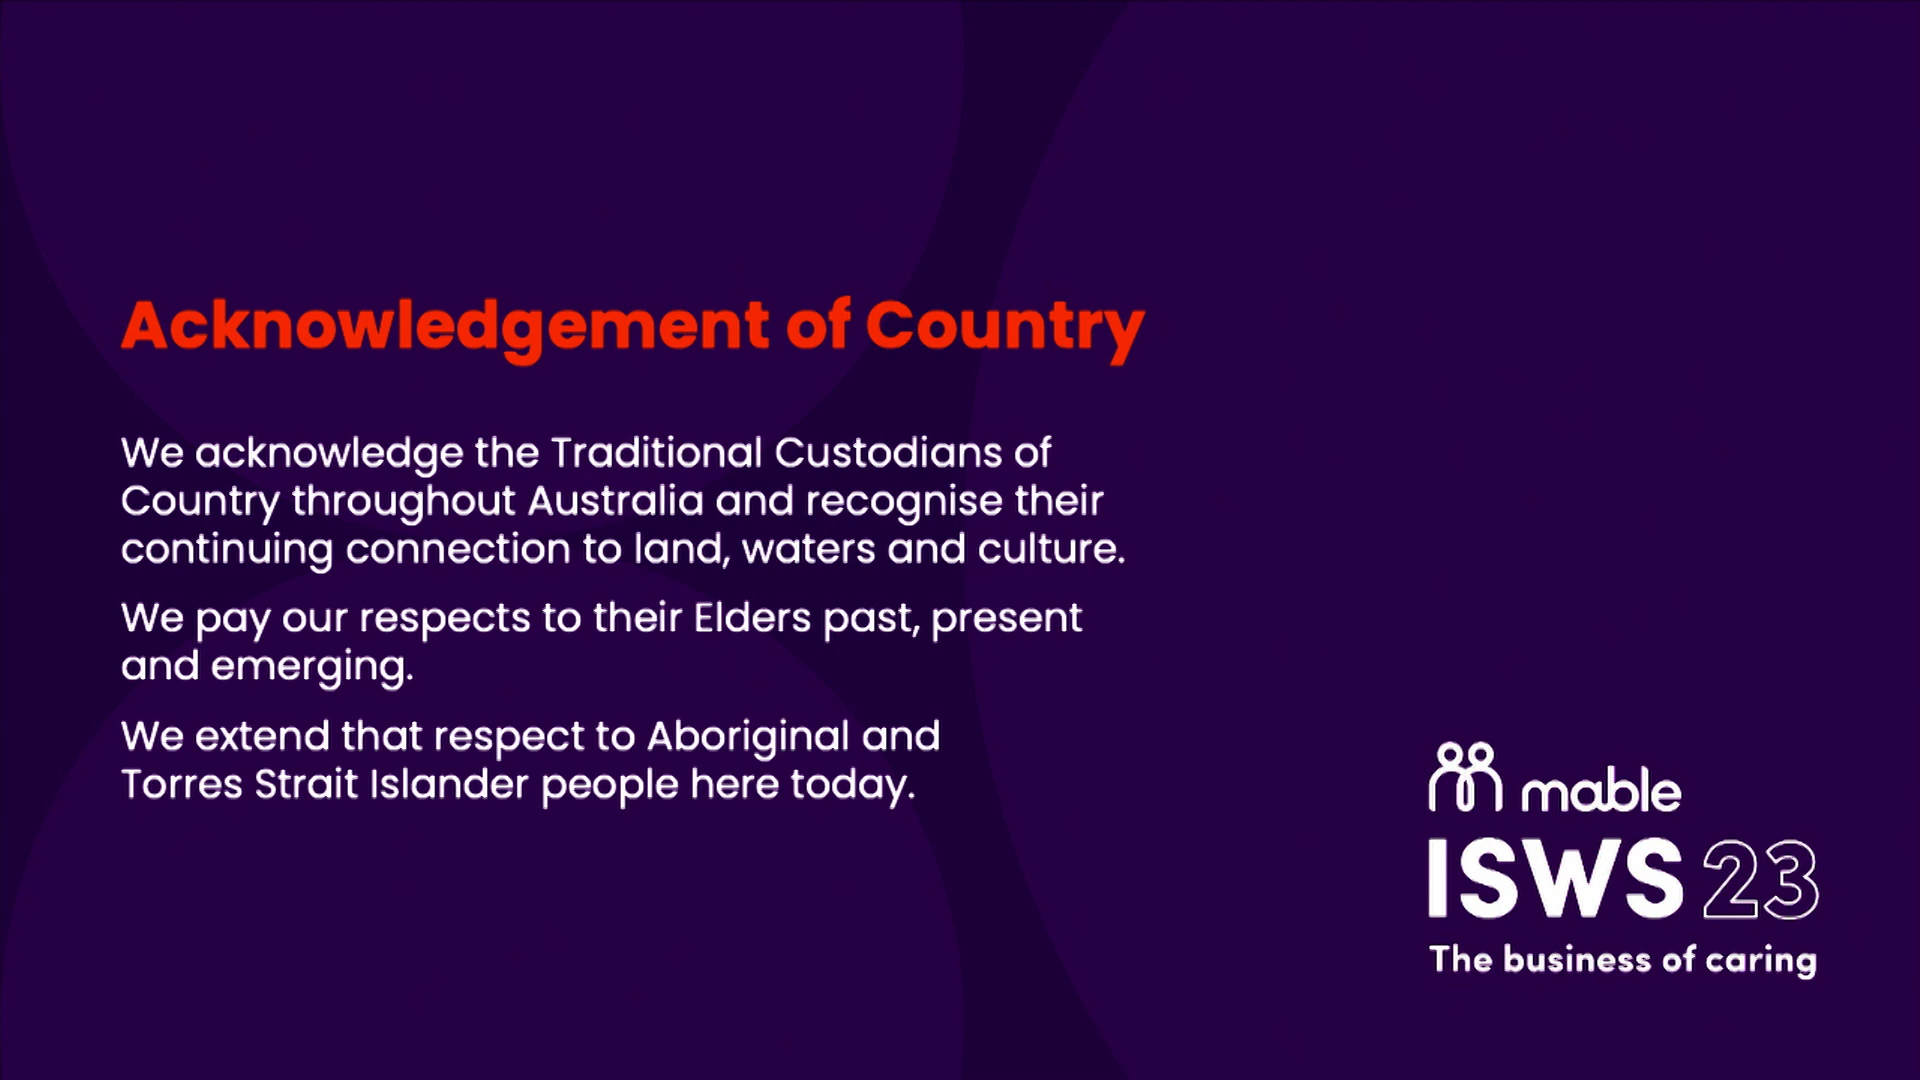 Acknowledgement of Country
We acknowledge the Traditional Custodians of
Country throughout Australia and recognise their
continuing connection to land, waters and culture.
We pay our respects to their Elders past, present
and emerging.
We extend that respect to Aboriginal and
Torres Strait Islander people here today.
mable
ISWS 23
The business of caring